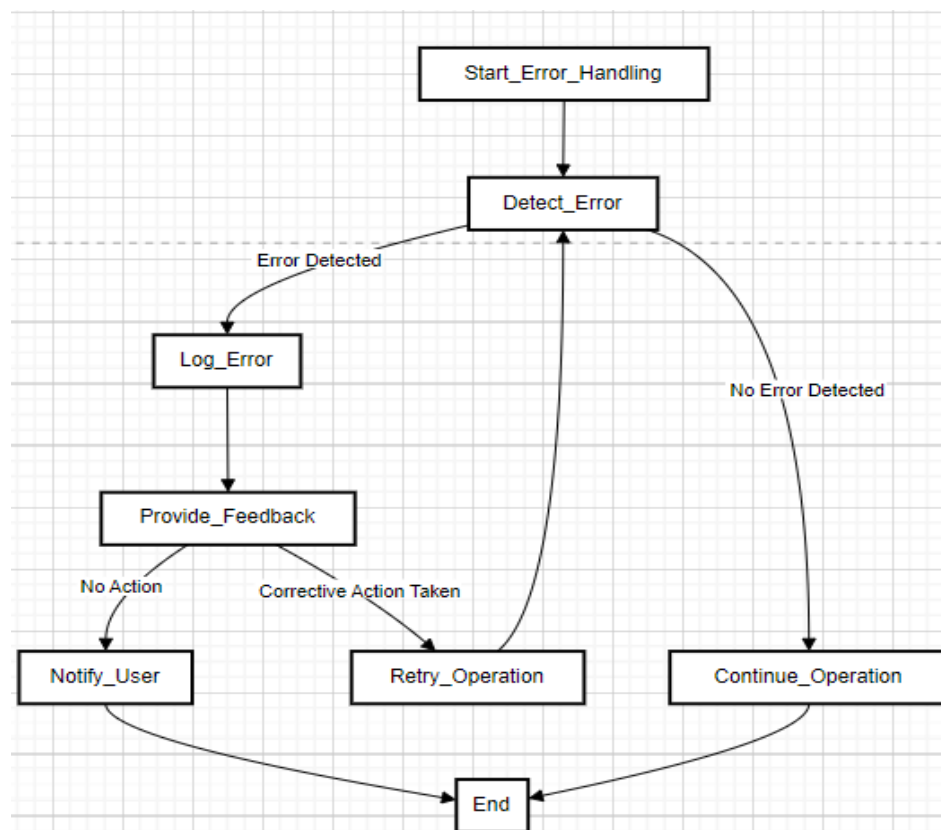 Start_Error_Handling
Detect_Error
Error Detected
Log_Error
No Error Detected
Provide_Feedback
No Action
Corrective Action Taken
Notify_User
Retry_Operation
Continue_Operation
End